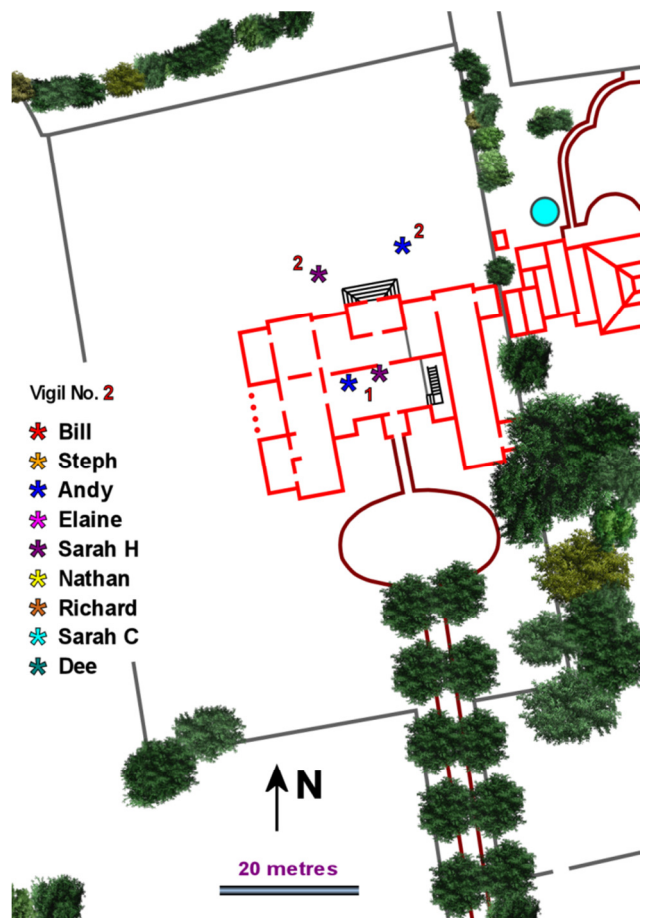 2
2
1
Vigil No. 2
Bill
Steph
Andy
Elaine
Sarah H
Nathan
Richard
Sarah C
Dee
N
20 metres